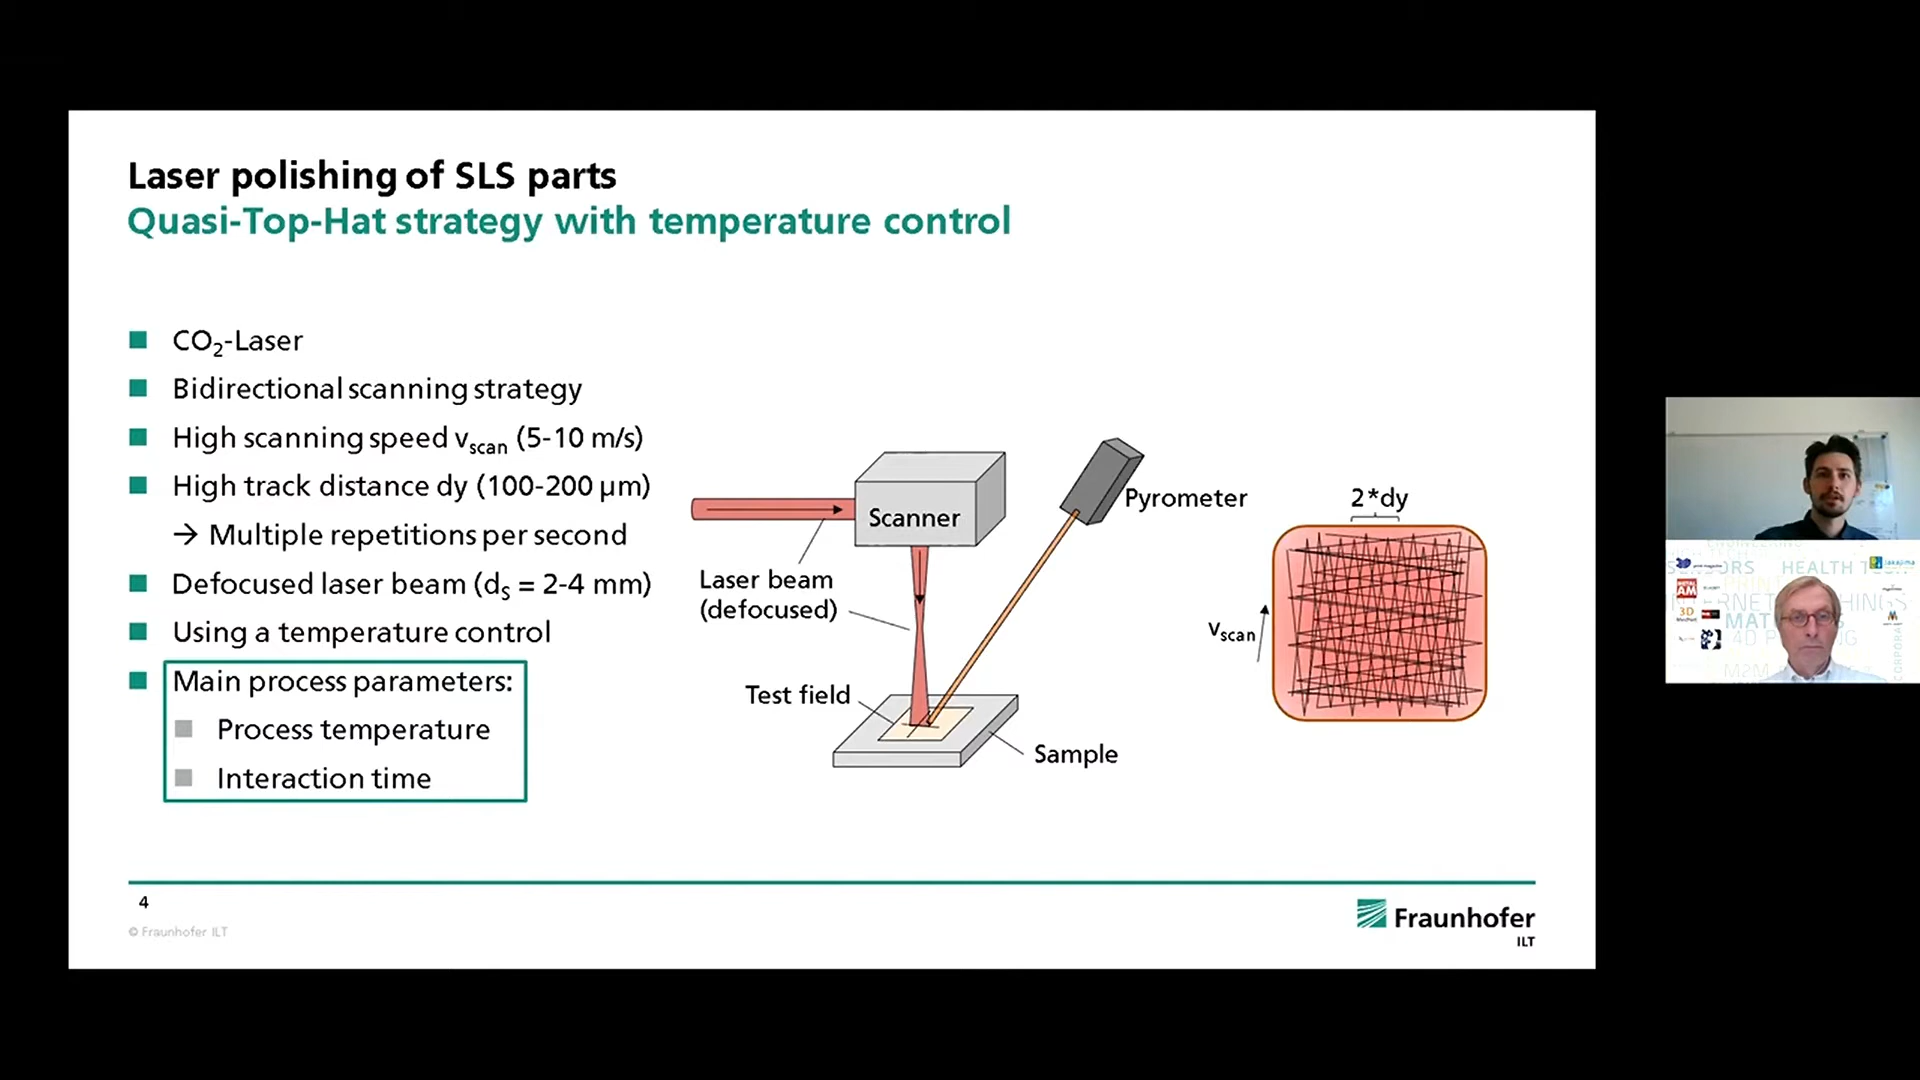 Laser polishing of SLS parts
Quasi-Top-Hat strategy with temperature control
CO2-Laser
Bidirectional scanning strategy
High scanning speed vscan (5-10 m/s)
High track distance dy (100-200 µm)
→ Multiple repetitions per second
Defocused laser beam (dS = 2-4 mm)
Using a temperature control
Main process parameters:
Process temperature
Interaction time
Scanner
Pyrometer
Laser beam
(defocused)
Test field
Sample
2*dy
vscan
4
© Fraunhofer ILT
Fraunhofer
ILT
HEALTH
4D
3D